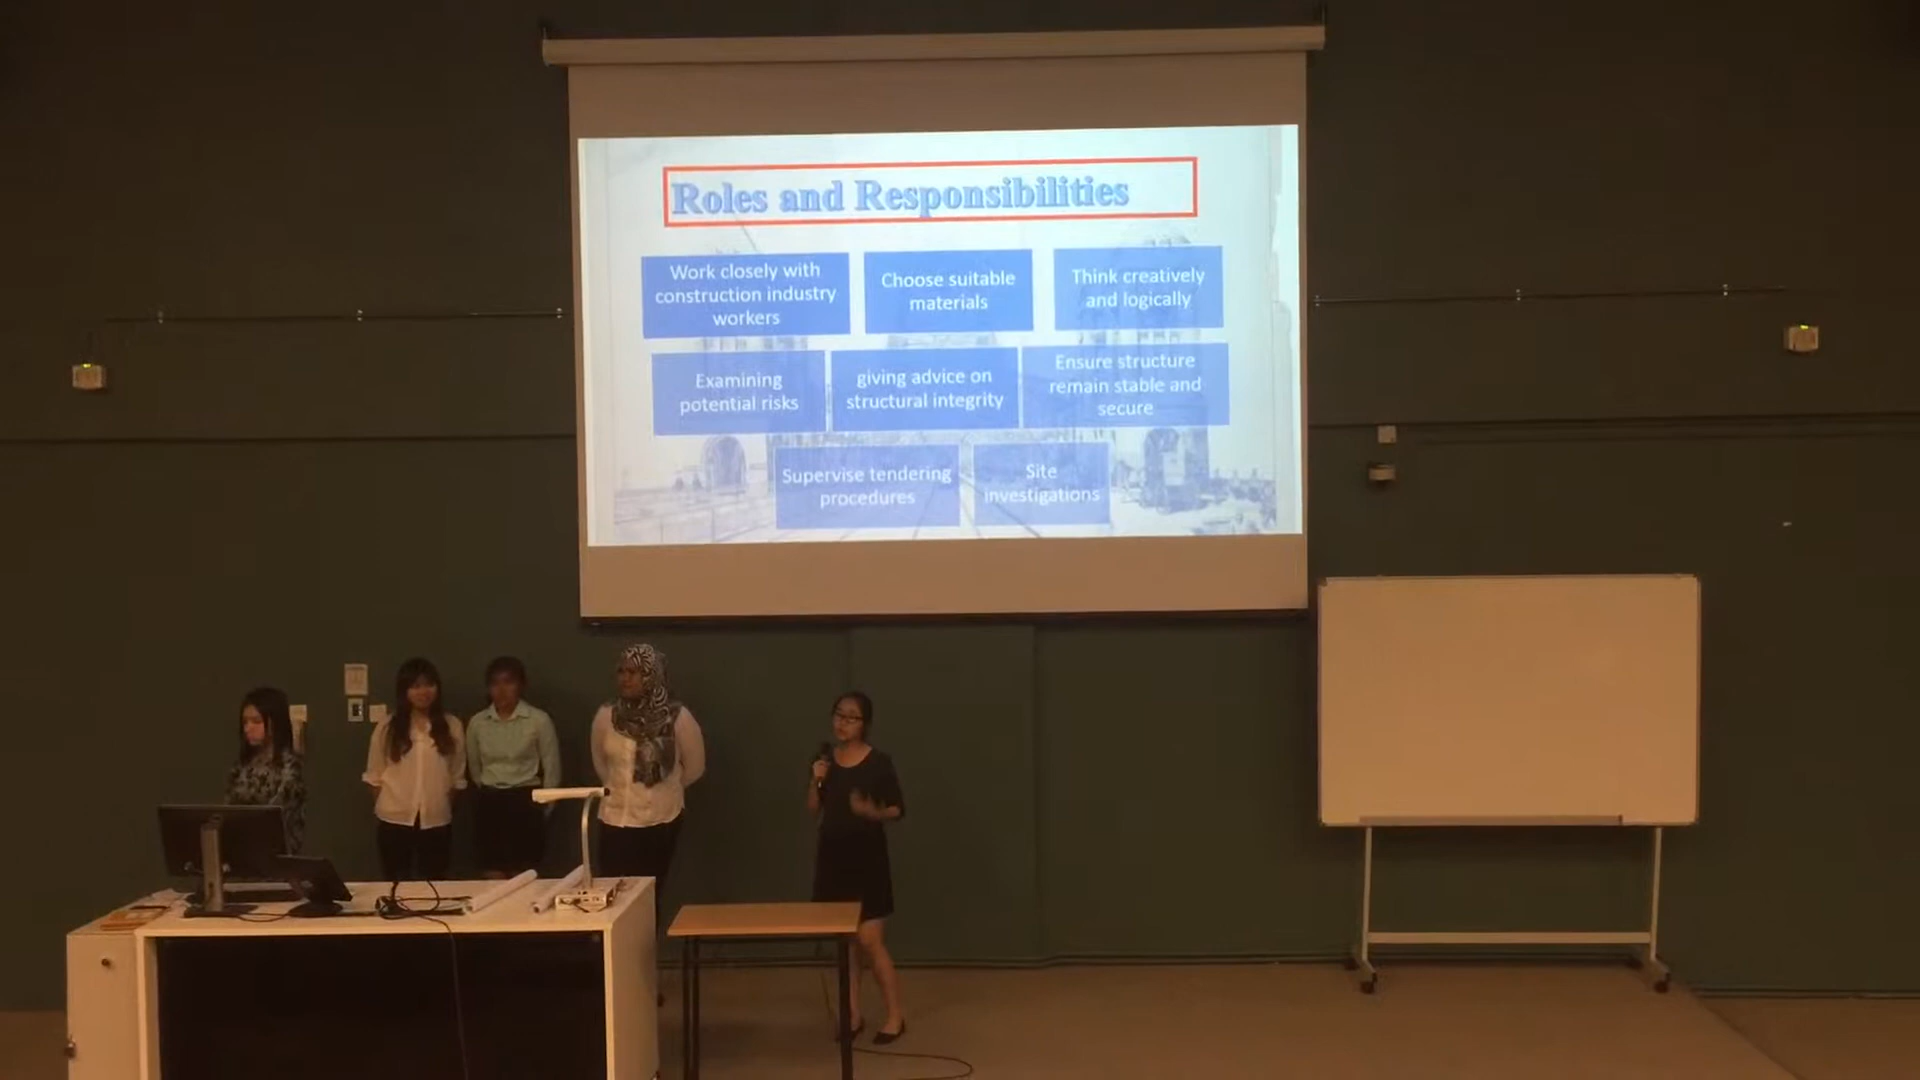 Roles and Responsibilities
Work closely with
construction industry
workers
Choose suitable
materials
Think creatively
and logically
Examining
potential risks
giving advice on
structural integrity
Ensure structure
remain stable and
secure
Supervise tendering
procedures
Site
investigations